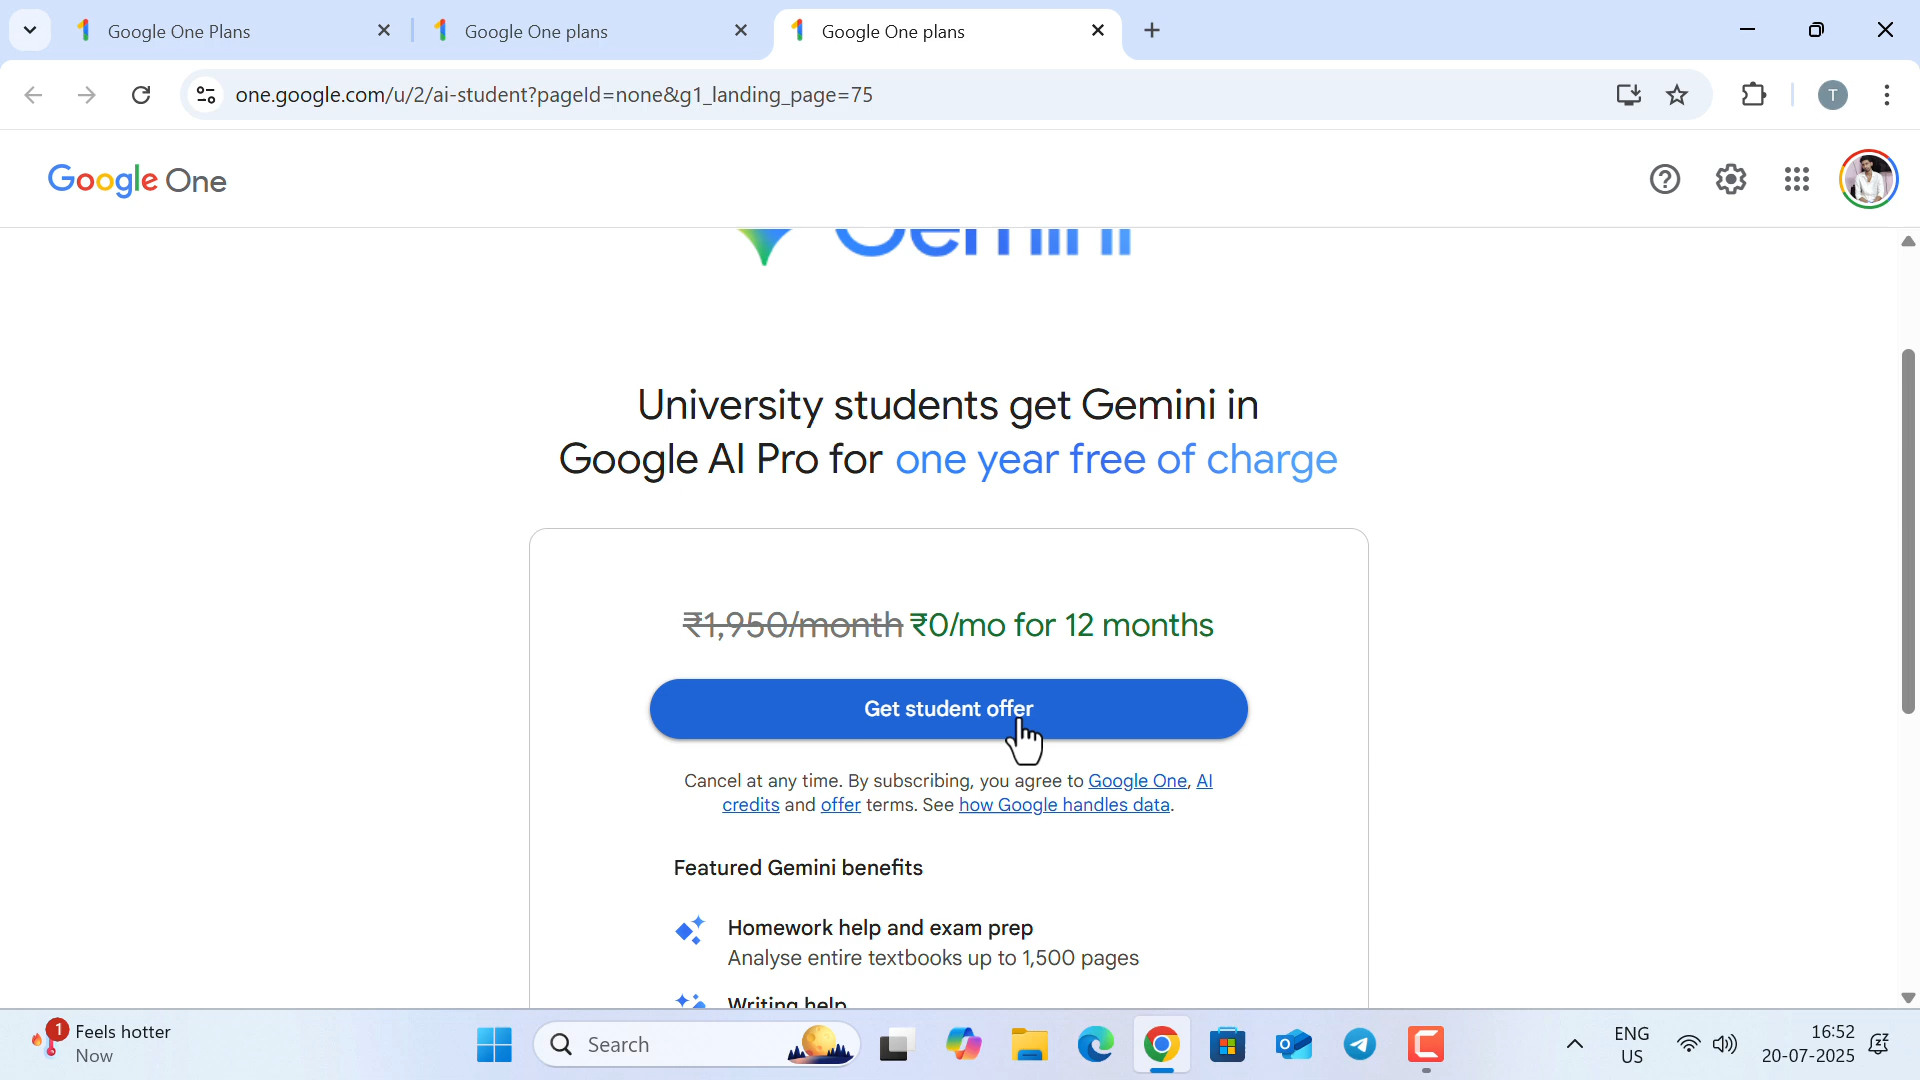 Google One Plans
Google One plans
Google One plans
one.google.com/u/2/ai-student?pageId=none&g1_landing_page=75
T
Google One
Gemini
University students get Gemini in
Google AI Pro for one year free of charge
₹1,950/month ₹0/mo for 12 months
Get student offer
Cancel at any time. By subscribing, you agree to Google One, AI
credits and offer terms. See how Google handles data.
Featured Gemini benefits
Homework help and exam prep
Analyse entire textbooks up to 1,500 pages
Writing help
1
Feels hotter
Now
Search
ENG
US
16:52
20-07-2025